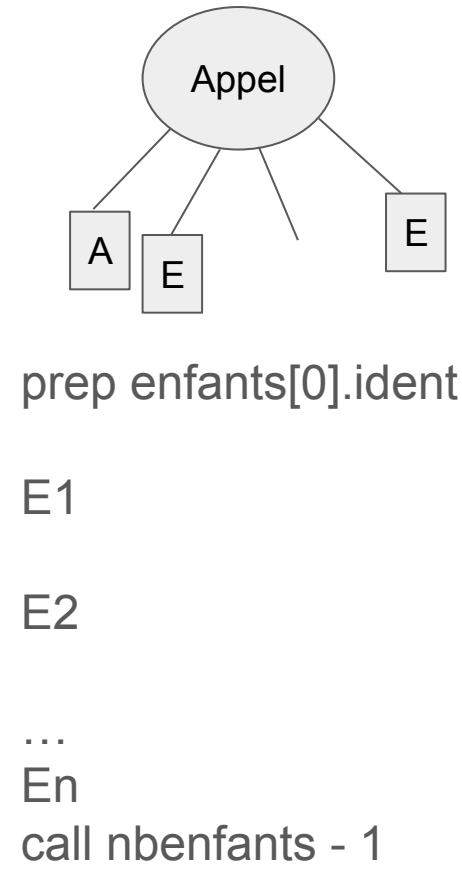 Appel
A
E
E
prep enfants[0].ident
E1
E2
…
En
call nbenfants - 1